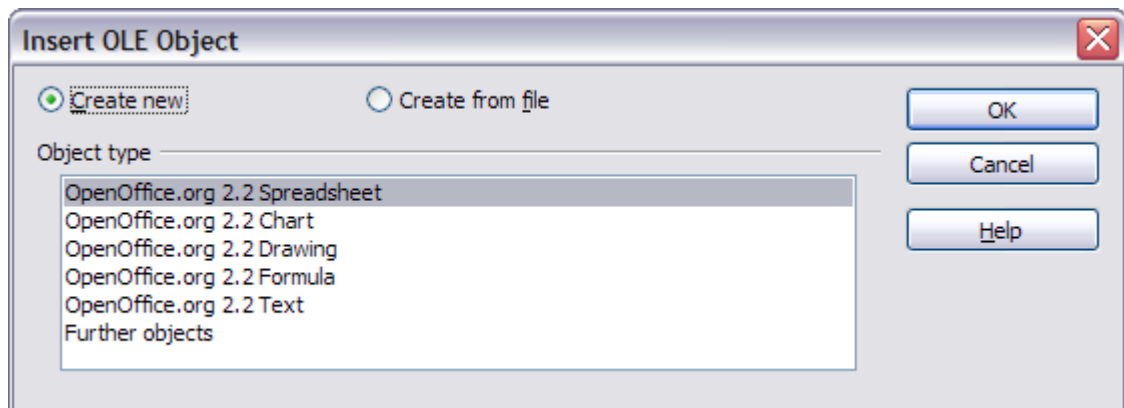 Insert OLE Object
Create new
Create from file
OK
Object type
Cancel
OpenOffice.org 2.2 Spreadsheet
OpenOffice.org 2.2 Chart
Help
OpenOffice.org 2.2 Drawing
OpenOffice.org 2.2 Formula
OpenOffice.org 2.2 Text
Further objects